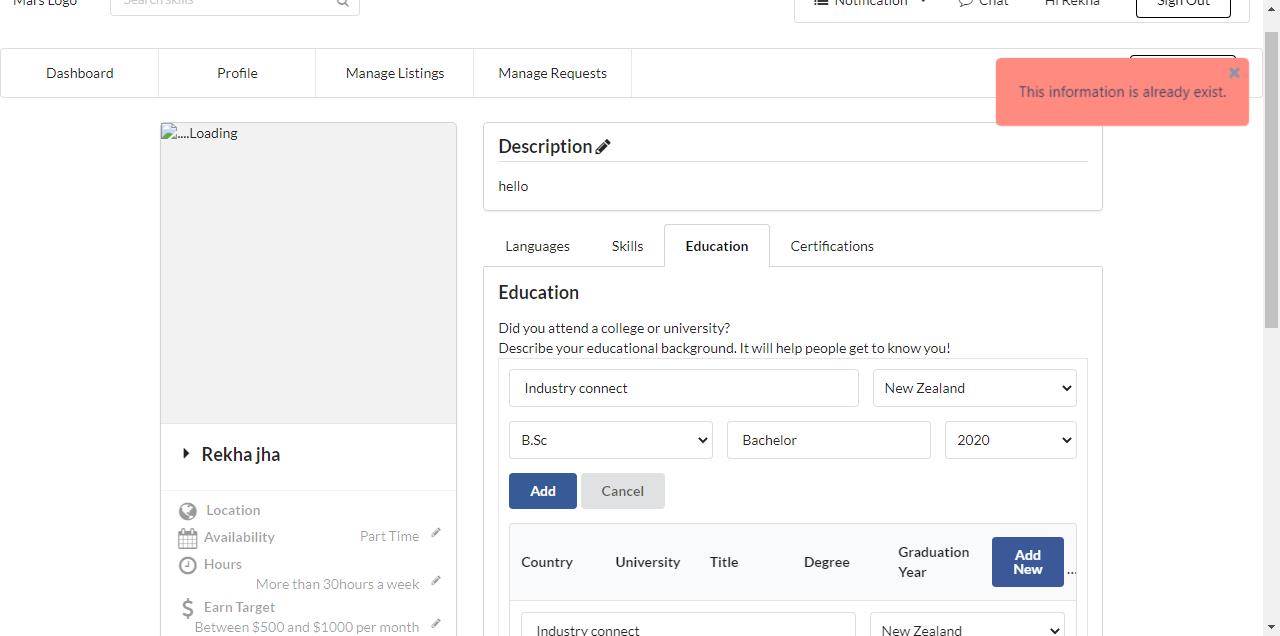 Mars Logo
Search skills
Notification
Chat
Hi Rekha
Sign Out
Dashboard
Profile
Manage Listings
Manage Requests
This information is already exist.
....Loading
Description
hello
Languages
Skills
Education
Certifications
Education
Did you attend a college or university?
Describe your educational background. It will help people get to know you!
Industry connect
New Zealand
B.Sc
Bachelor
2020
Add
Cancel
Country
University
Title
Degree
Graduation
Year
Add
New
...
Industry connect
New Zealand
Rekha jha
Location
Availability
Part Time
Hours
More than 30hours a week
Earn Target
Between $500 and $1000 per month